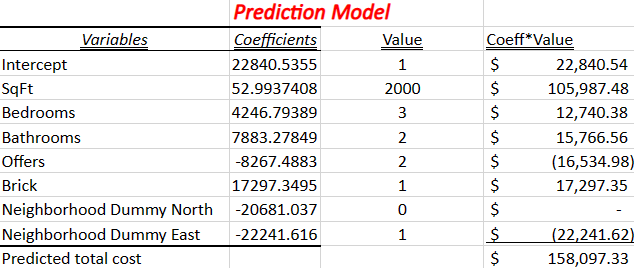 Prediction Model
Variables Coefficients Value Coeff*Value
Intercept 22840.5355 1 $ 22,840.54
SqFt 52.9937408 2000 $ 105,987.48
Bedrooms 4246.79389 3 $ 12,740.38
Bathrooms 7883.27849 2 $ 15,766.56
Offers -8267.4883 2 $ (16,534.98)
Brick 17297.3495 1 $ 17,297.35
Neighborhood Dummy North -20681.037 0 $ -
Neighborhood Dummy East -22241.616 1 $ (22,241.62)
Predicted total cost $ 158,097.33